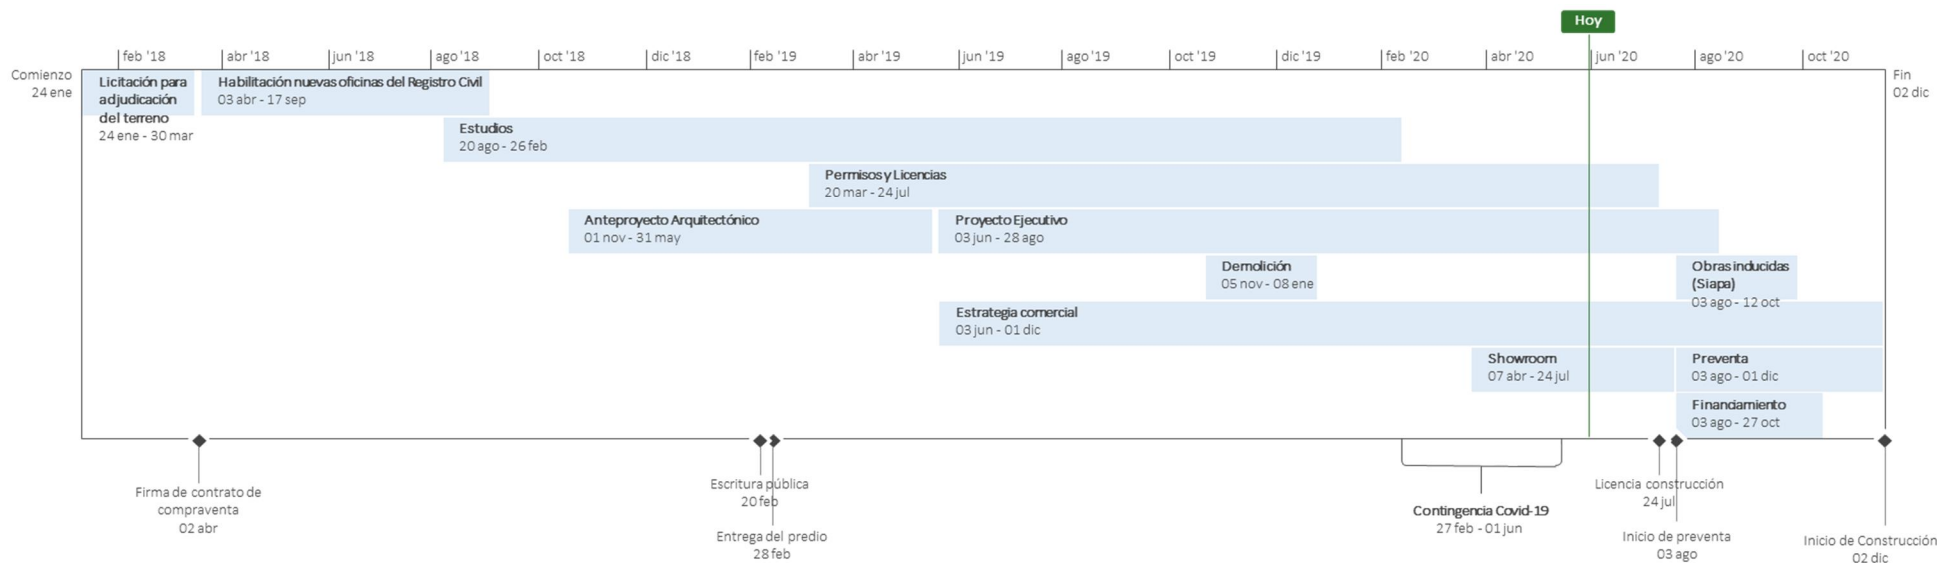 Hoy
feb '18
abr '18
jun '18
ago '18
oct '18
dic '18
feb '19
abr '19
jun '19
ago '19
oct '19
dic '19
feb '20
abr '20
jun '20
ago '20
oct '20
Comienzo
24 ene
Fin
02 dic
Licitación para
adjudicación
del terreno
24 ene - 30 mar
Habilitación nuevas oficinas del Registro Civil
03 abr - 17 sep
Estudios
20 ago - 26 feb
Permisos y Licencias
20 mar - 24 jul
Anteproyecto Arquitectónico
01 nov - 31 may
Proyecto Ejecutivo
03 jun - 28 ago
Demolición
05 nov - 08 ene
Obras inducidas
(Siapa)
03 ago - 12 oct
Estrategia comercial
03 jun - 01 dic
Showroom
07 abr - 24 jul
Preventa
03 ago - 01 dic
Financiamiento
03 ago - 27 oct
Firma de contrato de
compraventa
02 abr
Escritura pública
20 feb
Entrega del predio
28 feb
Contingencia Covid-19
27 feb - 01 jun
Licencia construcción
24 jul
Inicio de preventa
03 ago
Inicio de Construcción
02 dic